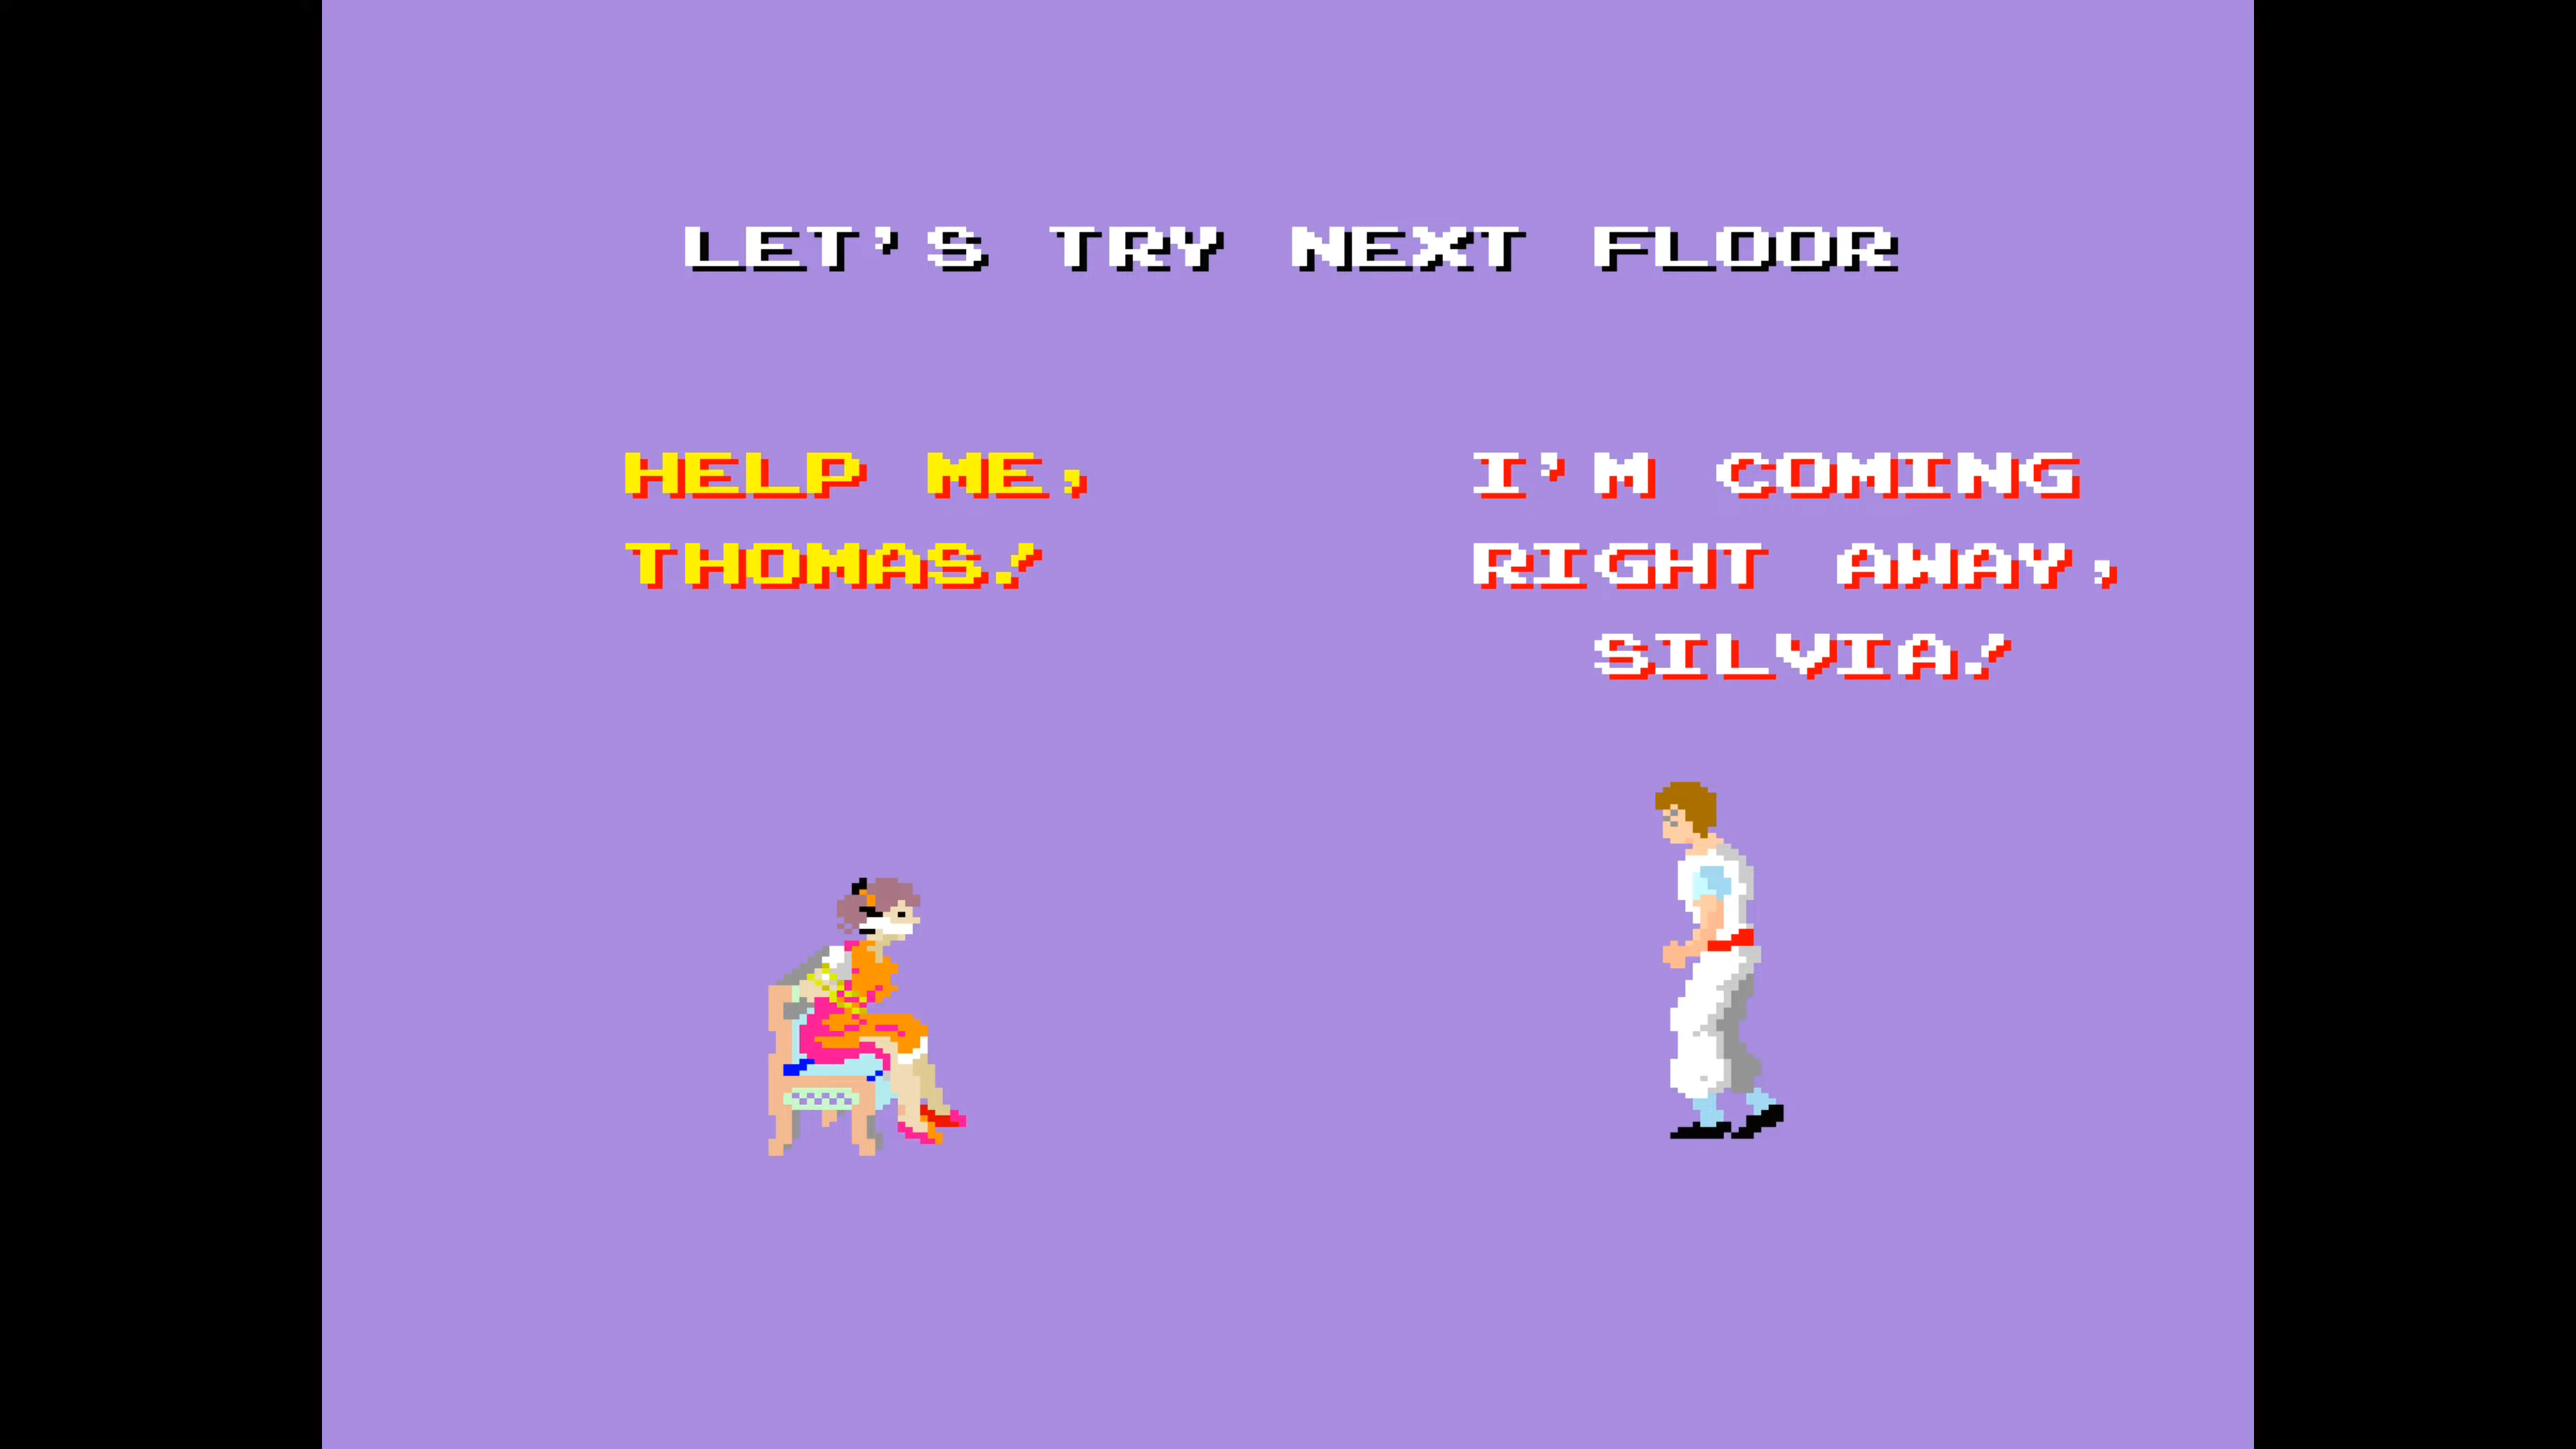 LET'S TRY NEXT FLOOR
HELP ME,
THOMAS!
I'M COMING
RIGHT AWAY,
SILVIA!